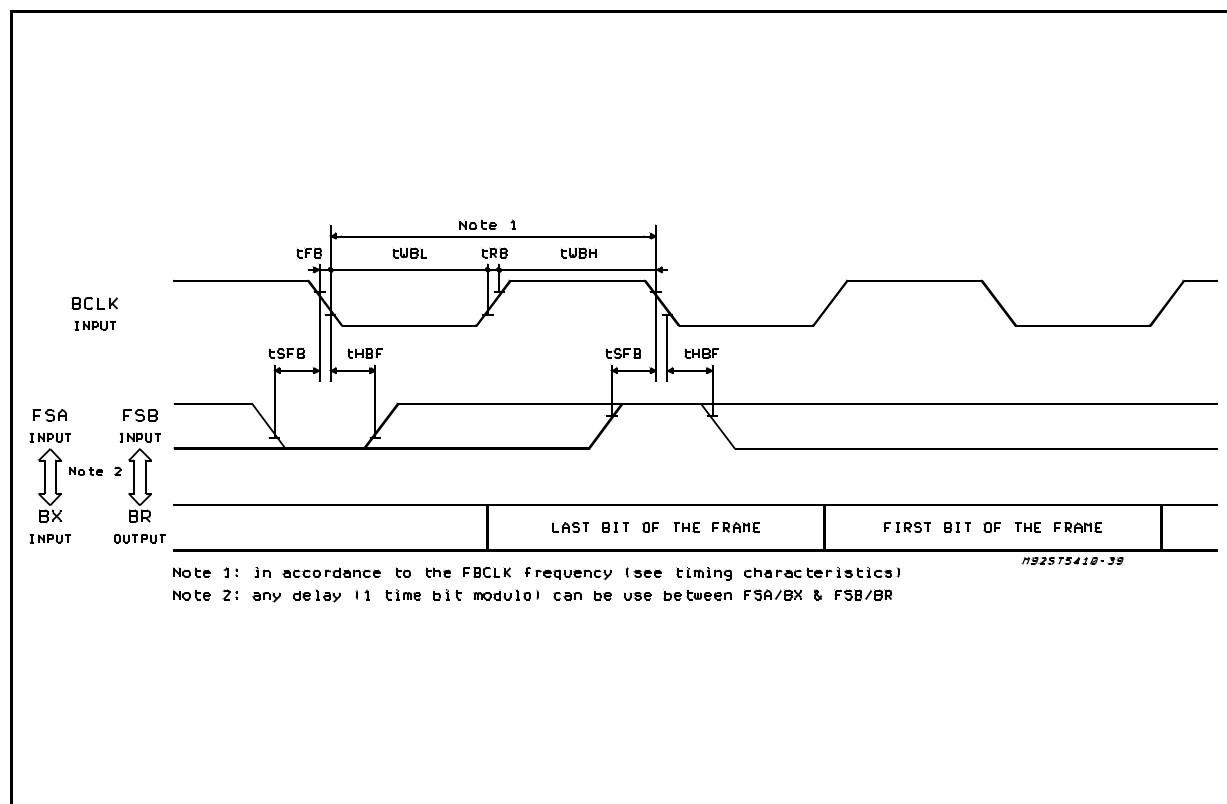 Note 1
tFB tWBL tRB tWBH
BCLK
INPUT
tSFB tHBF tSFB tHBF
FSA FSB
INPUT INPUT
Note 2
BX BR
INPUT OUTPUT
LAST BIT OF THE FRAME FIRST BIT OF THE FRAME
M92ST5410-39
Note 1: in accordance to the FBCLK frequency (see timing characteristics)
Note 2: any delay (1 time bit modulo) can be use between FSA/BX & FSB/BR